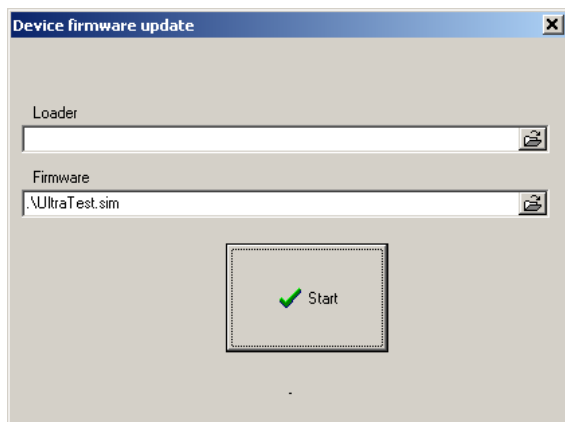 Device firmware update
Loader
Firmware
.\UltraTest.sim
Start
-